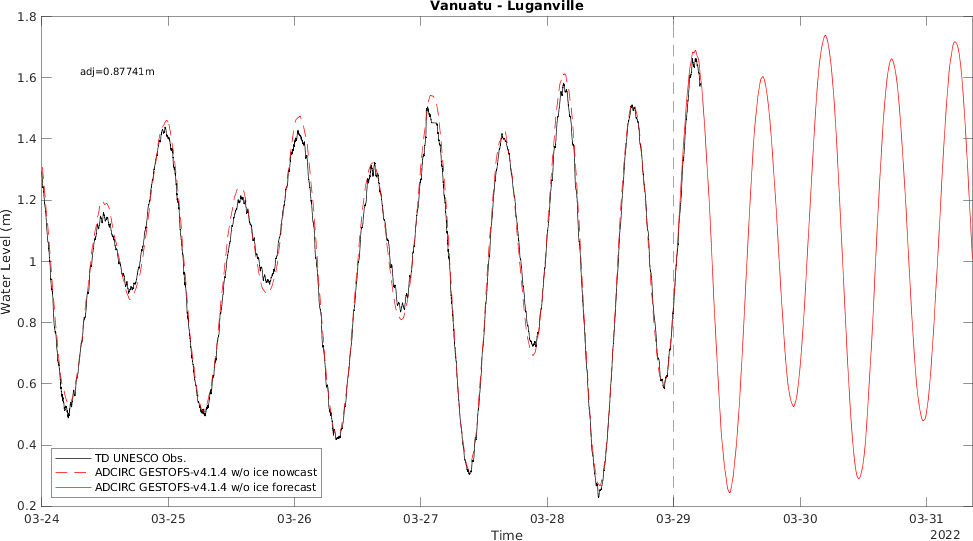 Vanuatu - Luganville
1.8
1.6
1.4
1.2
1
0.8
0.6
0.4
0.2
Water Level (m)
adj=0.87741m
TD UNESCO Obs.
ADCIRC GESTOFS-v4.1.4 w/o ice nowcast
ADCIRC GESTOFS-v4.1.4 w/o ice forecast
03-24 03-25 03-26 03-27 03-28 03-29 03-30 03-31
Time
2022